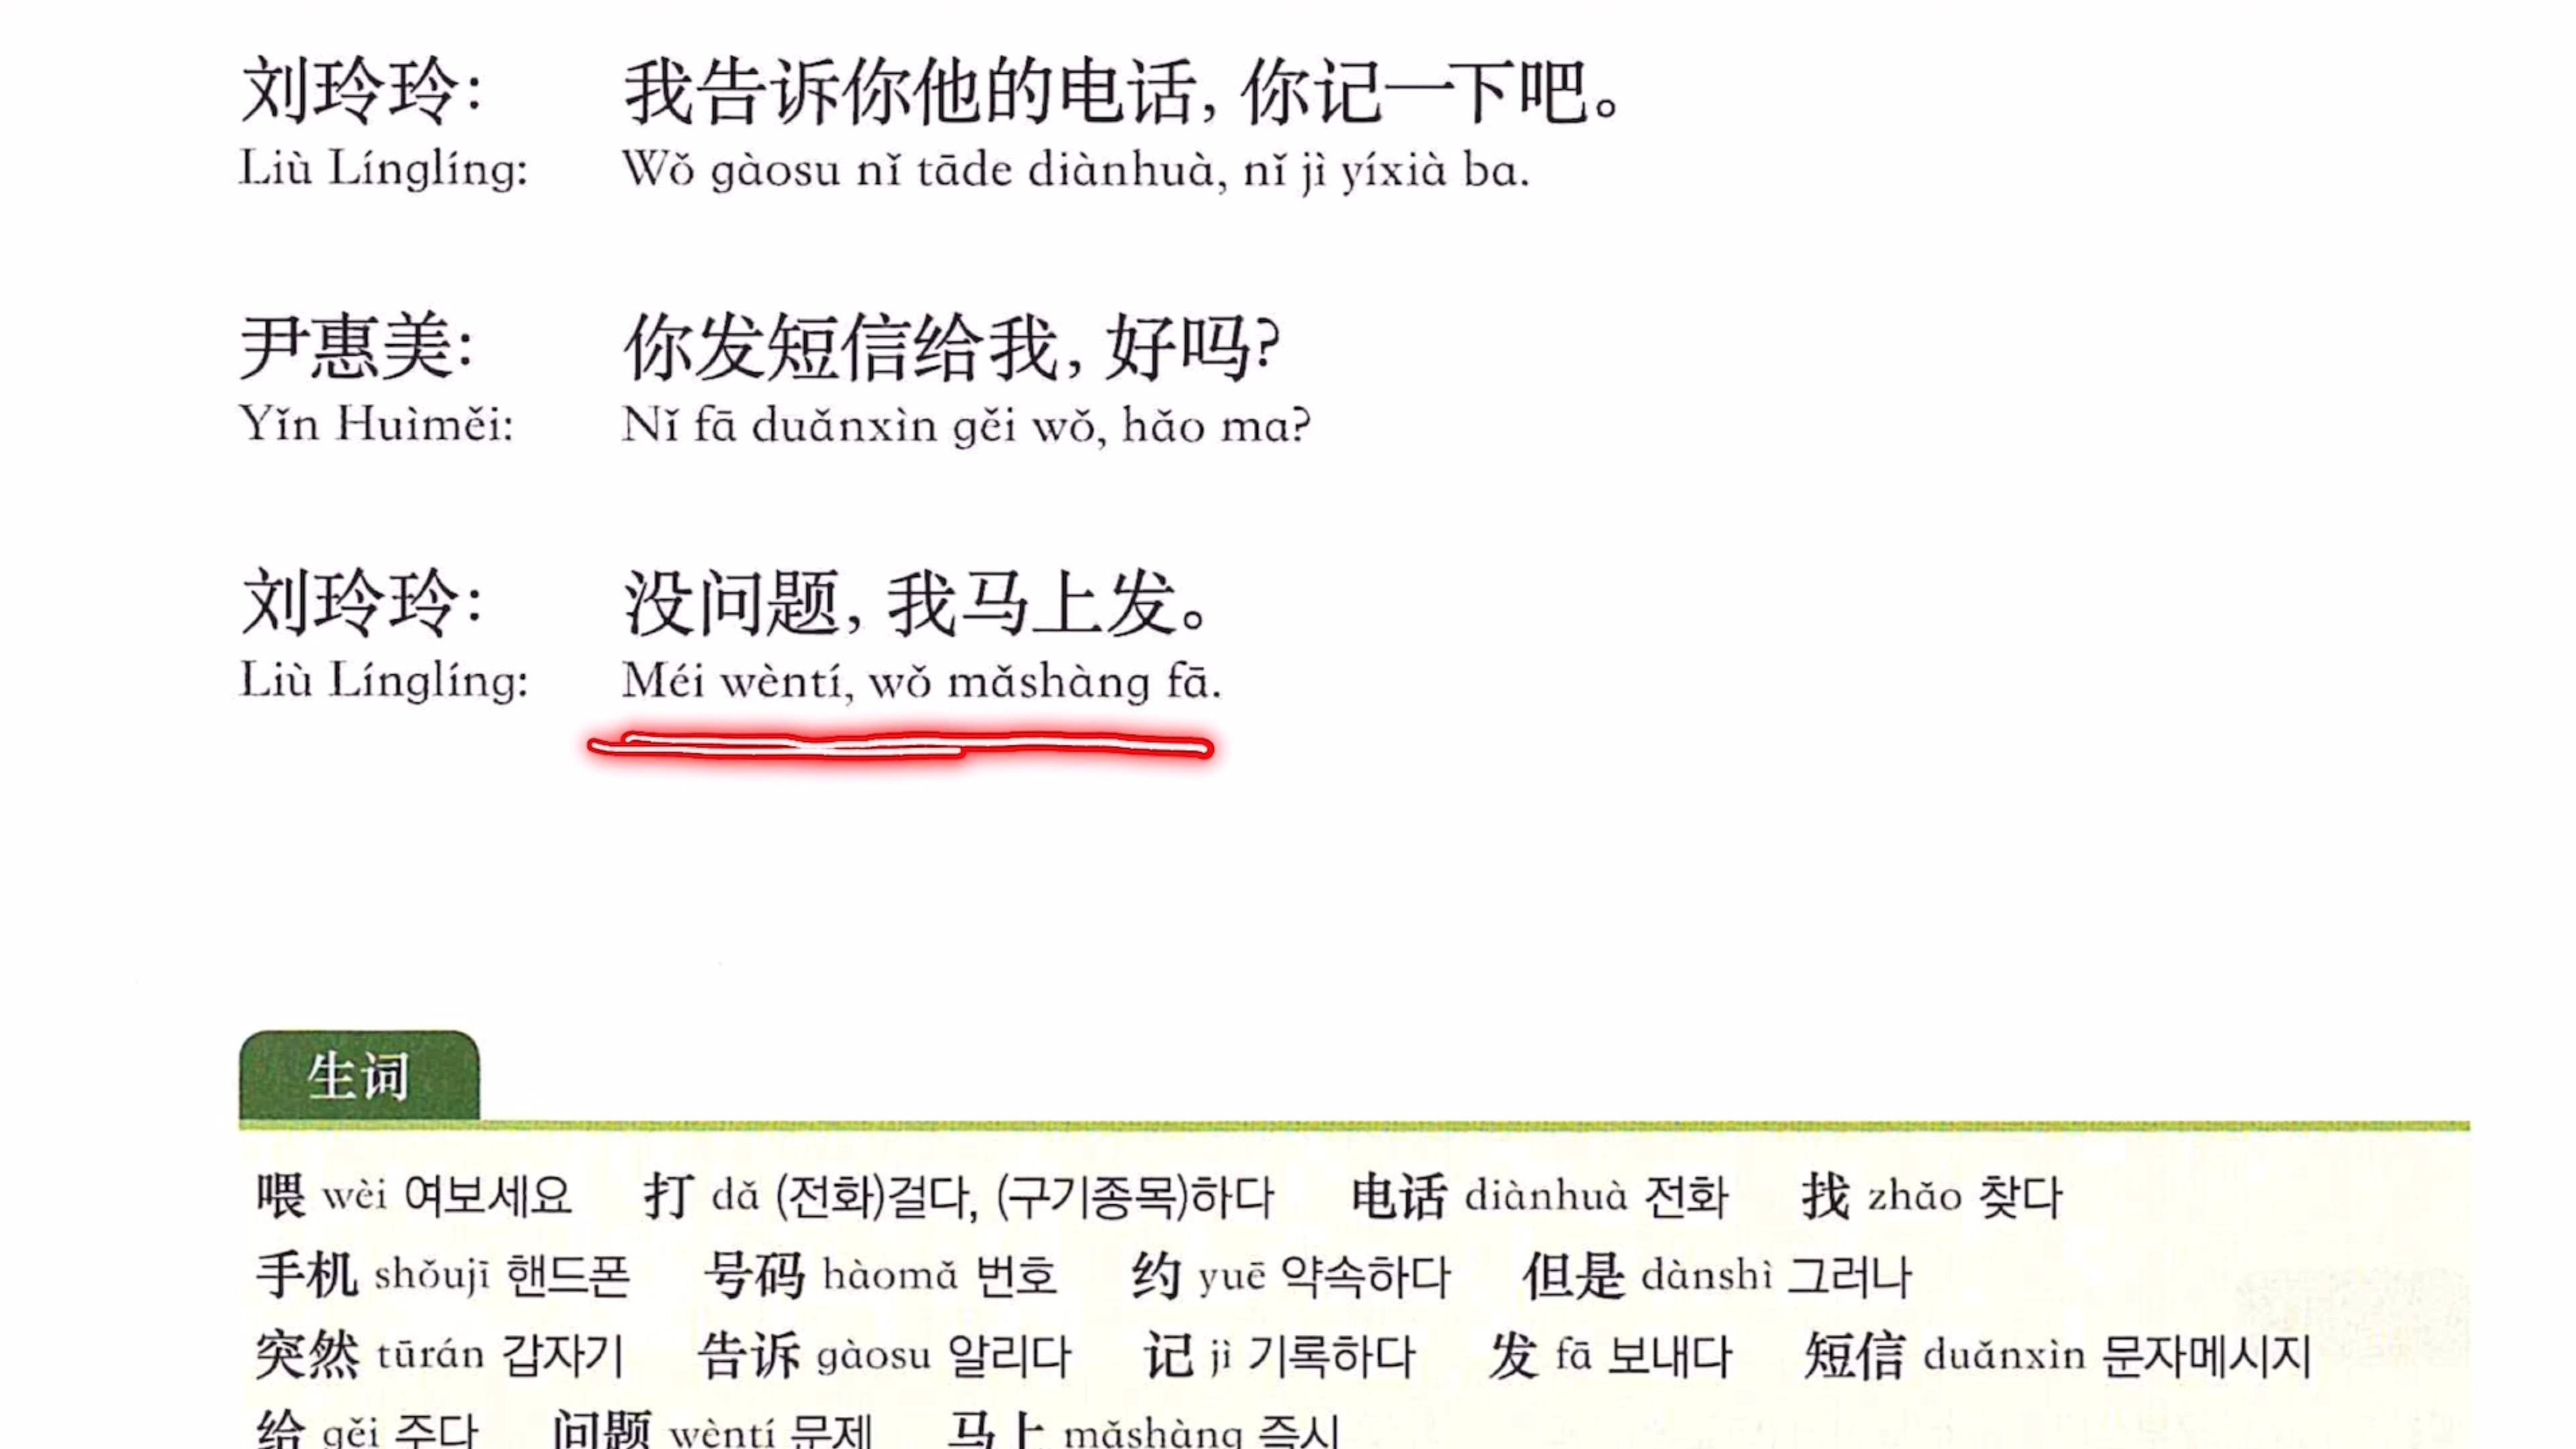 刘玲玲: 我告诉你他的电话, 你记一下吧。
Liù Línglíng: Wǒ gàosu nǐ tāde diànhuà, nǐ jì yíxià ba.
尹惠美: 你发短信给我, 好吗?
Yǐn Huìměi: Nǐ fā duǎnxìn gěi wǒ, hǎo ma?
刘玲玲: 没问题, 我马上发。
Liù Línglíng: Méi wèntí, wǒ mǎshàng fā.
生词
喂 wèi 여보세요 打 dǎ (전화)걸다, (구기종목)하다 电话 diànhuà 전화 找 zhǎo 찾다
手机 shǒujī 핸드폰 号码 hàomǎ 번호 约 yuē 약속하다 但是 dànshì 그러나
突然 tūrán 갑자기 告诉 gàosu 알리다 记 jì 기록하다 发 fā 보내다 短信 duǎnxìn 문자메시지
给 gěi 주다 问题 wèntí 문제 马上 mǎshàng 즉시